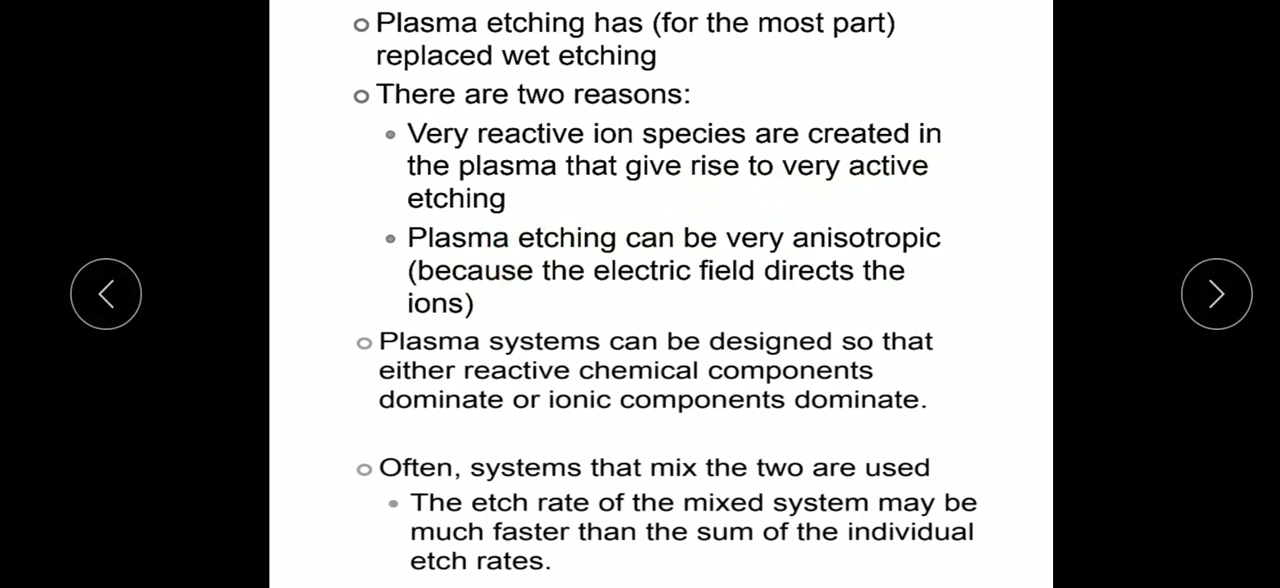 Plasma etching has (for the most part)
replaced wet etching
There are two reasons:
Very reactive ion species are created in
the plasma that give rise to very active
etching
Plasma etching can be very anisotropic
(because the electric field directs the
ions)
Plasma systems can be designed so that
either reactive chemical components
dominate or ionic components dominate.
Often, systems that mix the two are used
The etch rate of the mixed system may be
much faster than the sum of the individual
etch rates.